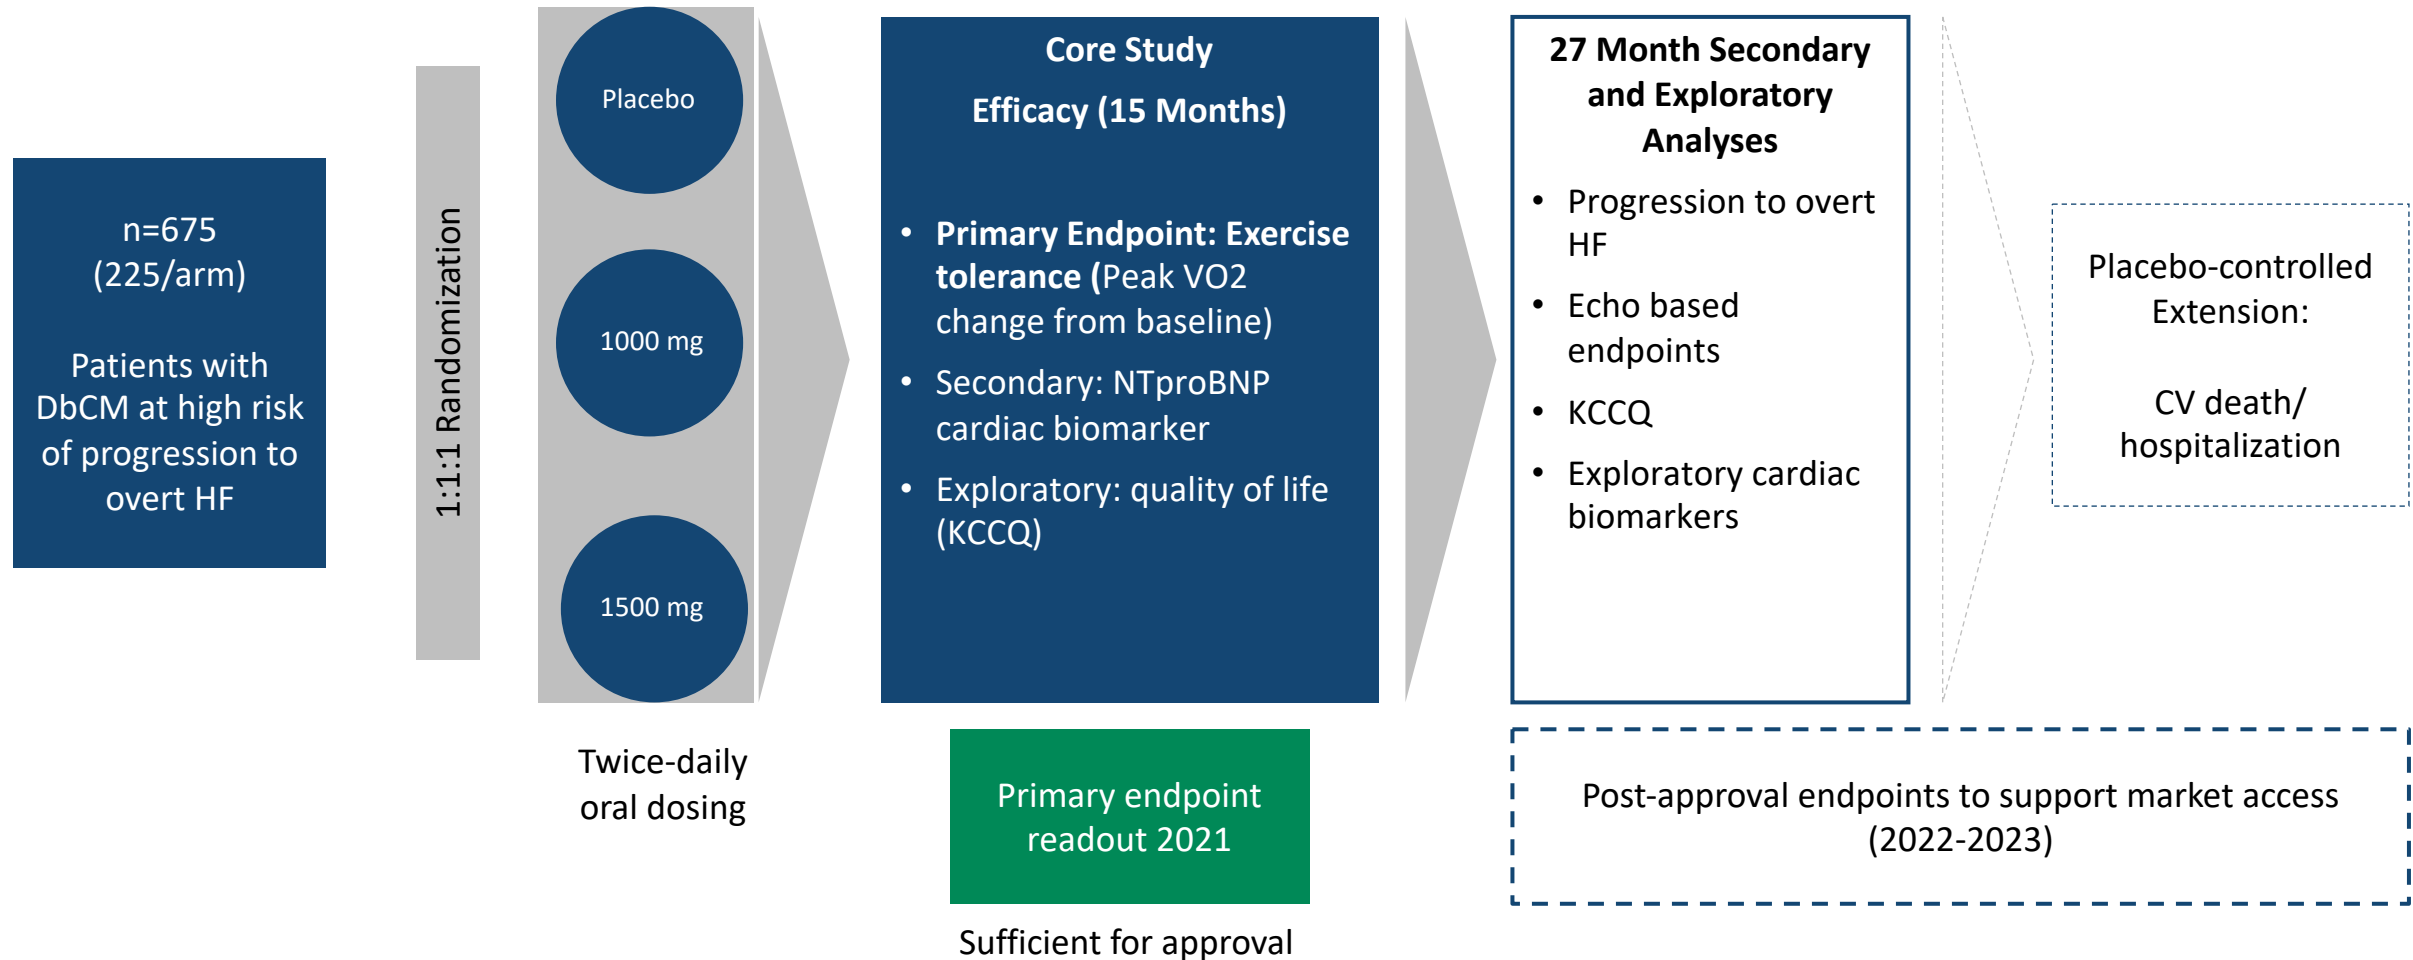 n=675
(225/arm)
Patients with
DbCM at high risk
of progression to
overt HF
1:1:1 Randomization
Placebo
1000 mg
1500 mg
Twice-daily
oral dosing
Core Study
Efficacy (15 Months)
• Primary Endpoint: Exercise
tolerance (Peak VO2
change from baseline)
• Secondary: NTproBNP
cardiac biomarker
• Exploratory: quality of life
(KCCQ)
Primary endpoint
readout 2021
Sufficient for approval
27 Month Secondary
and Exploratory
Analyses
• Progression to overt
HF
• Echo based
endpoints
• KCCQ
• Exploratory cardiac
biomarkers
Placebo-controlled
Extension:
CV death/
hospitalization
Post-approval endpoints to support market access
(2022-2023)